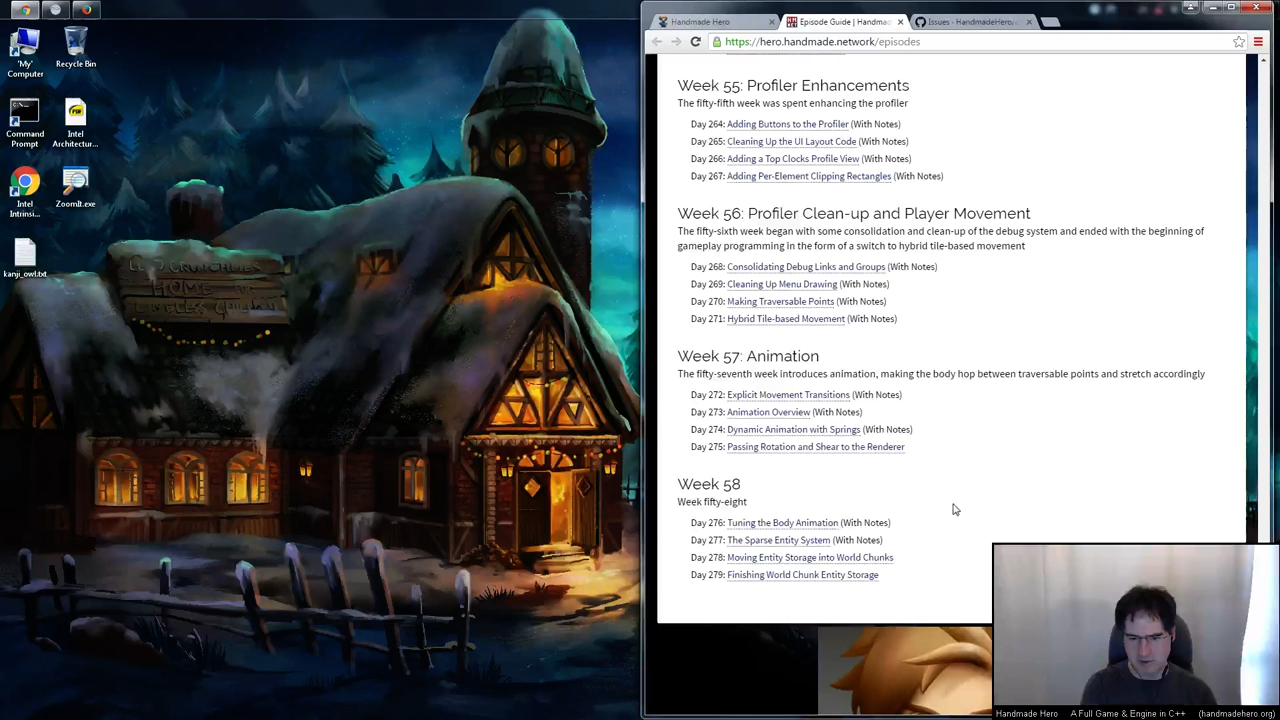 Handmade Hero
Episode Guide | Handmad
Issues - HandmadeHero/
https://hero.handmade.network/episodes
'My'
Computer
Recycle Bin
Command
Prompt
Intel
Architectur...
Intel
Intrinsi...
ZoomIt.exe
kanji_owl.txt
HOME FOR
Week 55: Profiler Enhancements
The fifty-fifth week was spent enhancing the profiler
Day 264: Adding Buttons to the Profiler (With Notes)
Day 265: Cleaning Up the UI Layout Code (With Notes)
Day 266: Adding a Top Clocks Profile View (With Notes)
Day 267: Adding Per-Element Clipping Rectangles (With Notes)
Week 56: Profiler Clean-up and Player Movement
The fifty-sixth week began with some consolidation and clean-up of the debug system and ended with the beginning of
gameplay programming in the form of a switch to hybrid tile-based movement
Day 268: Consolidating Debug Links and Groups (With Notes)
Day 269: Cleaning Up Menu Drawing (With Notes)
Day 270: Making Traversable Points (With Notes)
Day 271: Hybrid Tile-based Movement (With Notes)
Week 57: Animation
The fifty-seventh week introduces animation, making the body hop between traversable points and stretch accordingly
Day 272: Explicit Movement Transitions (With Notes)
Day 273: Animation Overview (With Notes)
Day 274: Dynamic Animation with Springs (With Notes)
Day 275: Passing Rotation and Shear to the Renderer
Week 58
Week fifty-eight
Day 276: Tuning the Body Animation (With Notes)
Day 277: The Sparse Entity System (With Notes)
Day 278: Moving Entity Storage into World Chunks
Day 279: Finishing World Chunk Entity Storage
Handmade Hero A Full Game & Engine in C++ (handmadehero.org)